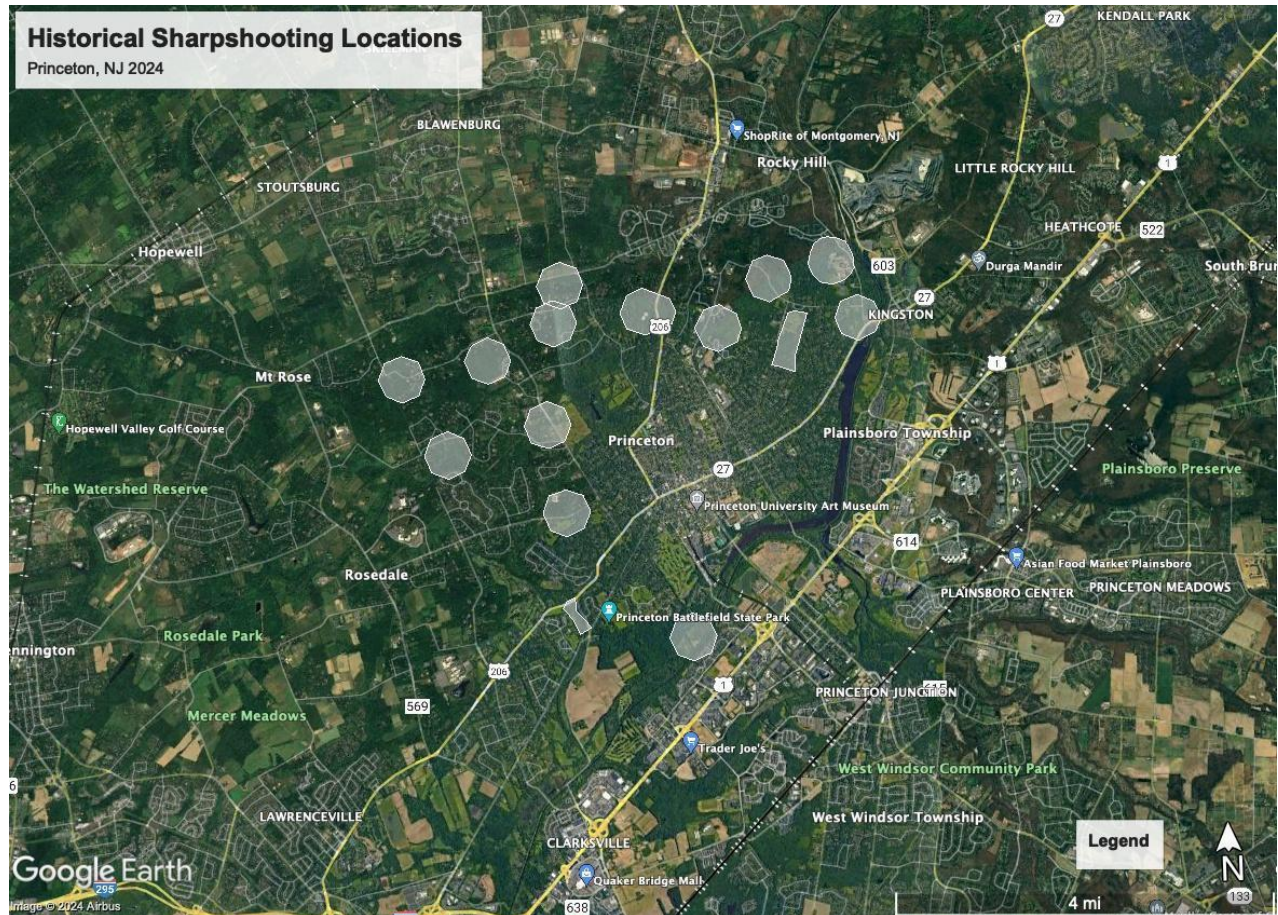 Historical Sharpshooting Locations
Princeton, NJ 2024
27
KENDALL PARK
BLAWENBURG
ShopRite of Montgomery, NJ
Rocky Hill
1
LITTLE ROCKY HILL
STOUTSBURG
HEATHCOTE
522
Hopewell
603
Durga Mandir
South Brun
27
KINGSTON
206
1
Mt Rose
Hopewell Valley Golf Course
Princeton
Plainsboro Township
27
Plainsboro Preserve
The Watershed Reserve
Princeton University Art Museum
614
Asian Food Market Plainsboro
Rosedale
PLAINSBORO CENTER
PRINCETON MEADOWS
Princeton Battlefield State Park
Rosedale Park
ennington
206
1
PRINCETON JUNCTION
569
Mercer Meadows
Trader Joe's
West Windsor Community Park
6
LAWRENCEVILLE
West Windsor Township
CLARKSVILLE
Legend
N
Google Earth
Quaker Bridge Mall
295
Image © 2024 Airbus
638
4 mi
133